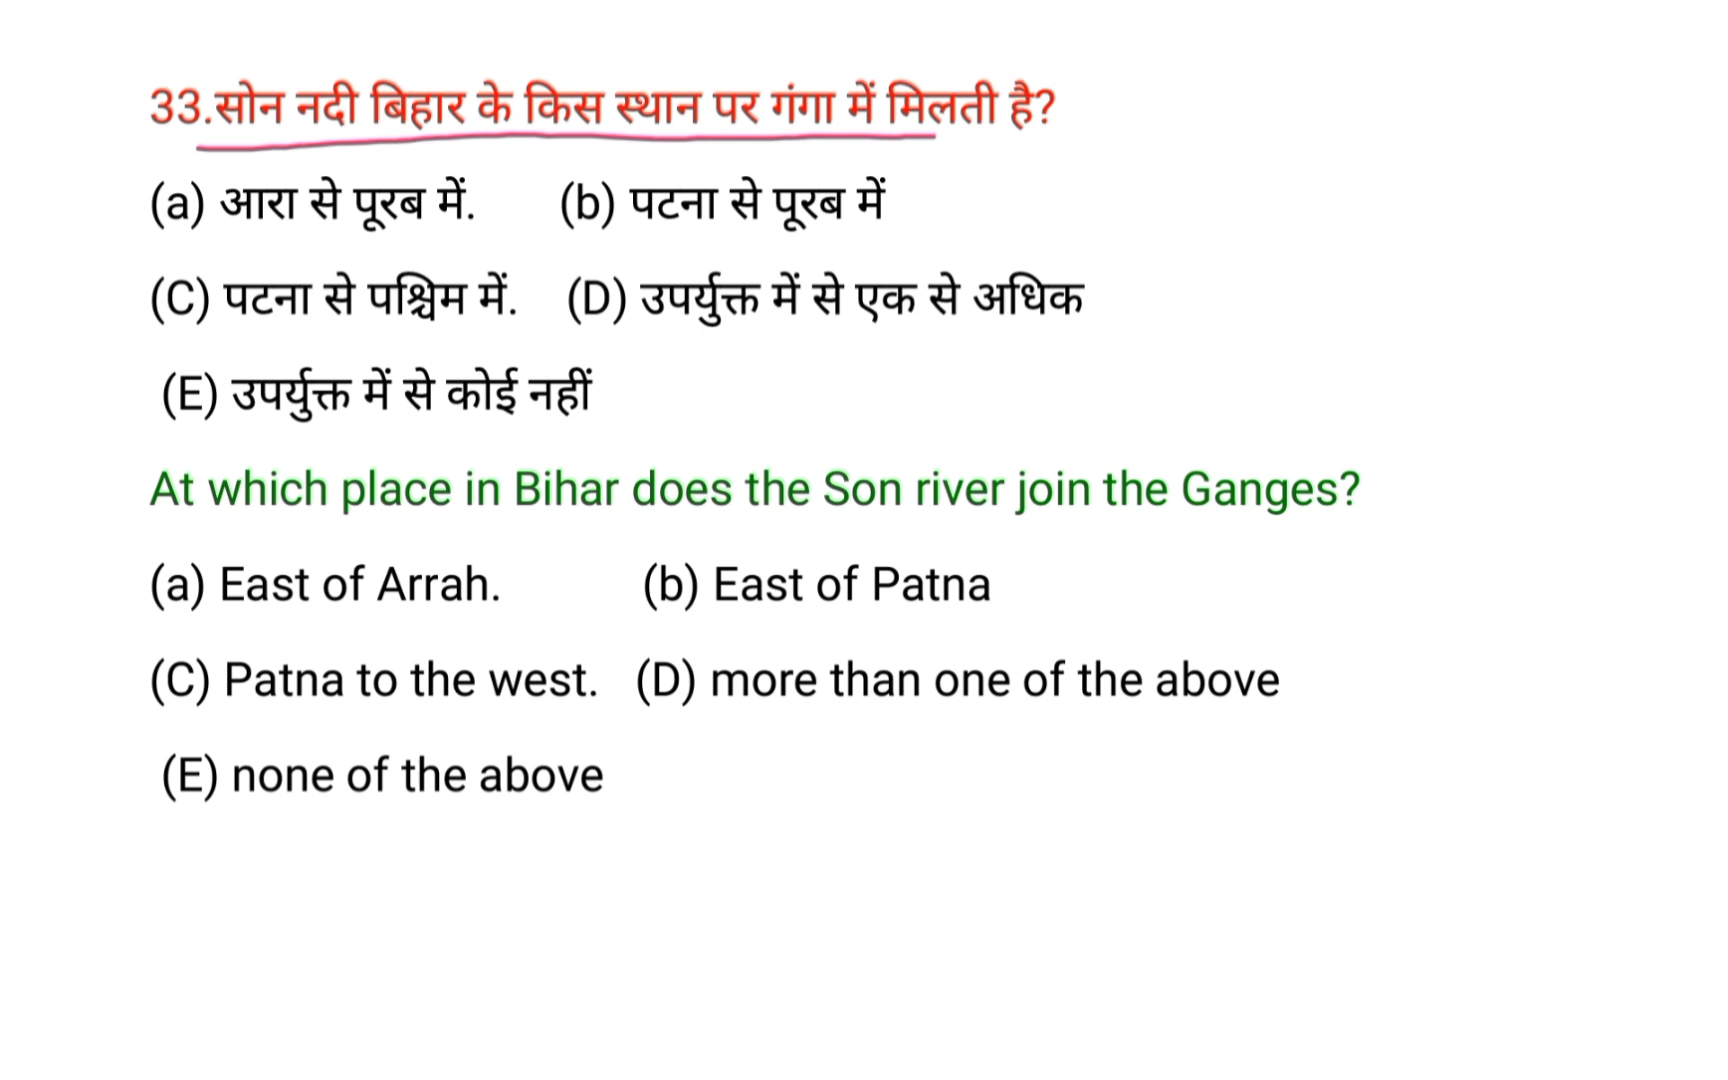 33.सोन नदी बिहार के किस स्थान पर गंगा में मिलती है?
(a) आरा से पूरब में. (b) पटना से पूरब में
(C) पटना से पश्चिम में. (D) उपर्युक्त में से एक से अधिक
(E) उपर्युक्त में से कोई नहीं
At which place in Bihar does the Son river join the Ganges?
(a) East of Arrah. (b) East of Patna
(C) Patna to the west. (D) more than one of the above
(E) none of the above